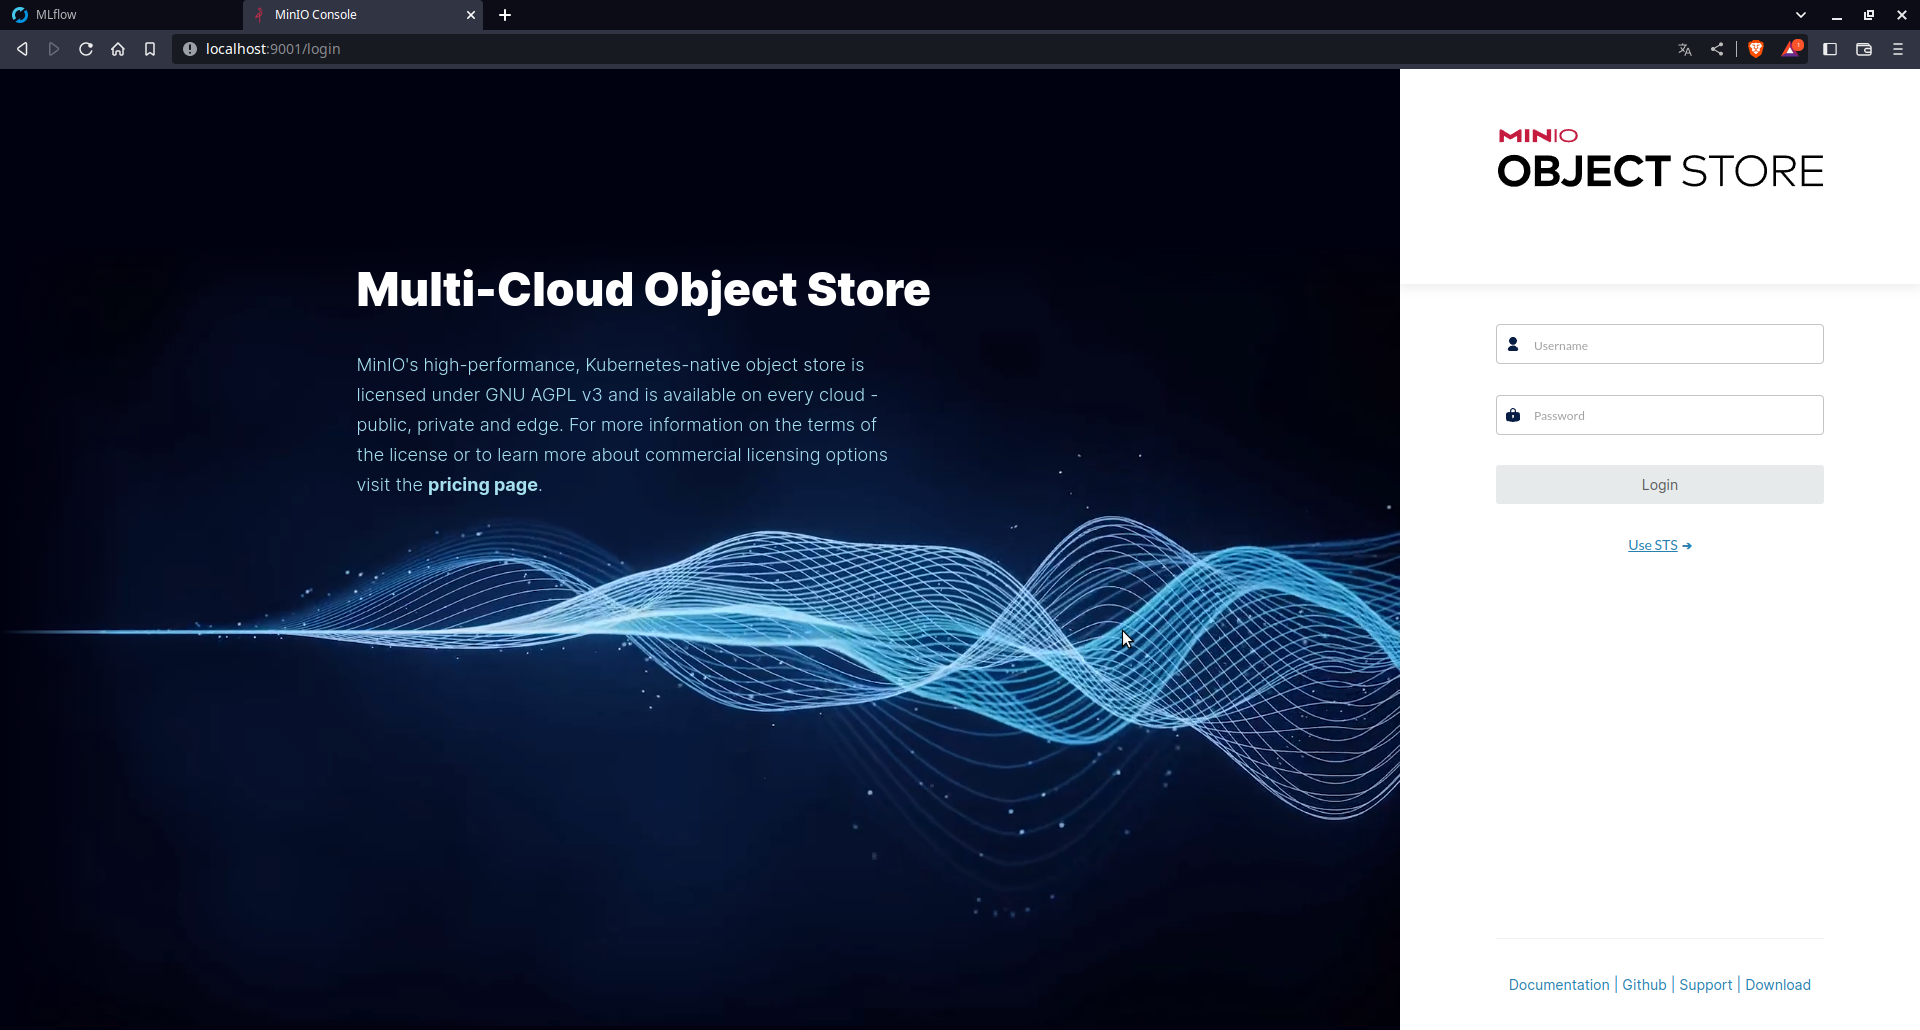 MLflow
MinIO Console
localhost:9001/login
MINIO
OBJECT STORE
Multi-Cloud Object Store
MinIO's high-performance, Kubernetes-native object store is
licensed under GNU AGPL v3 and is available on every cloud -
public, private and edge. For more information on the terms of
the license or to learn more about commercial licensing options
visit the pricing page.
Username
Password
Login
Use STS ➔
Documentation | Github | Support | Download